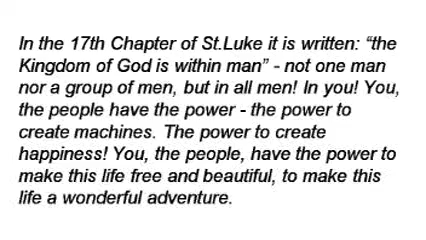 In the 17th Chapter of St.Luke it is written: “the
Kingdom of God is within man” - not one man
nor a group of men, but in all men! In you! You,
the people have the power - the power to
create machines. The power to create
happiness! You, the people, have the power to
make this life free and beautiful, to make this
life a wonderful adventure.